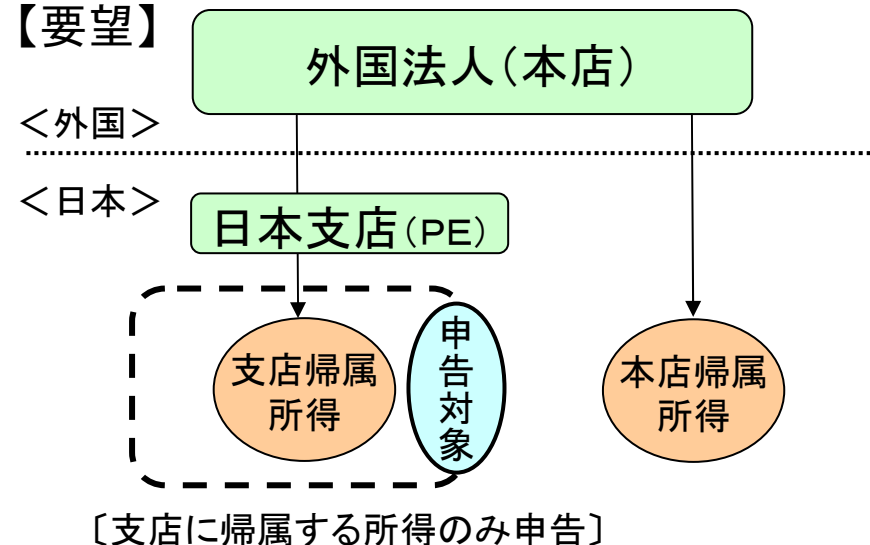 【要望】
外国法人（本店）
＜外国＞
＜日本＞
日本支店（PE）
支店帰属
所得
申告対象
本店帰属
所得
〔支店に帰属する所得のみ申告〕